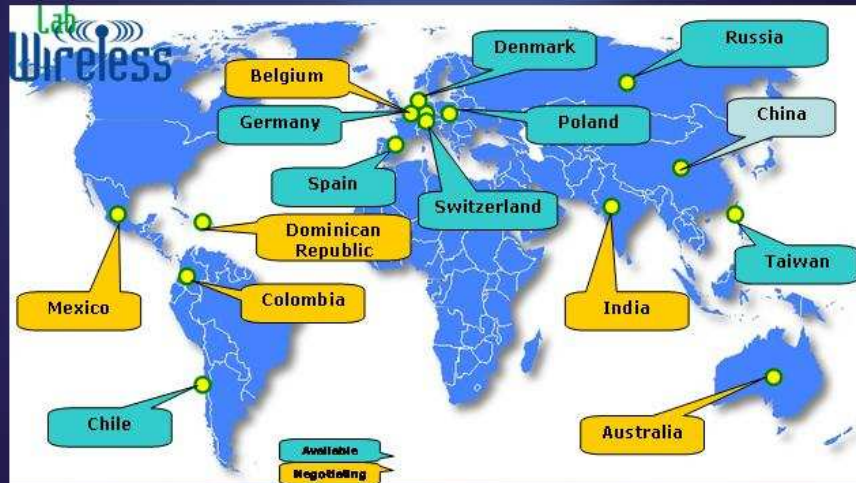 Lab
Wireless
Denmark
Russia
Belgium
China
Germany
Poland
Spain
Switzerland
Dominican
Republic
Taiwan
Mexico
Colombia
India
Chile
Australia
Available
Negotiating